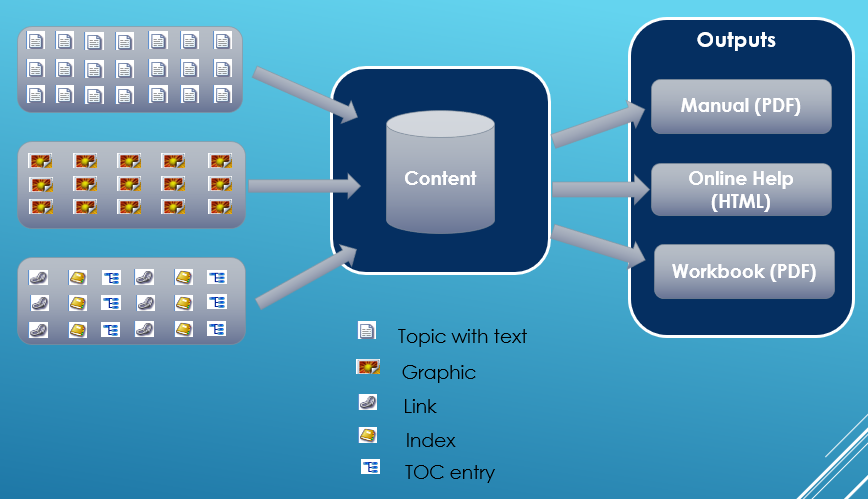 Outputs
Manual (PDF)
Content
Online Help
(HTML)
Workbook (PDF)
Topic with text
Graphic
Link
Index
TOC entry